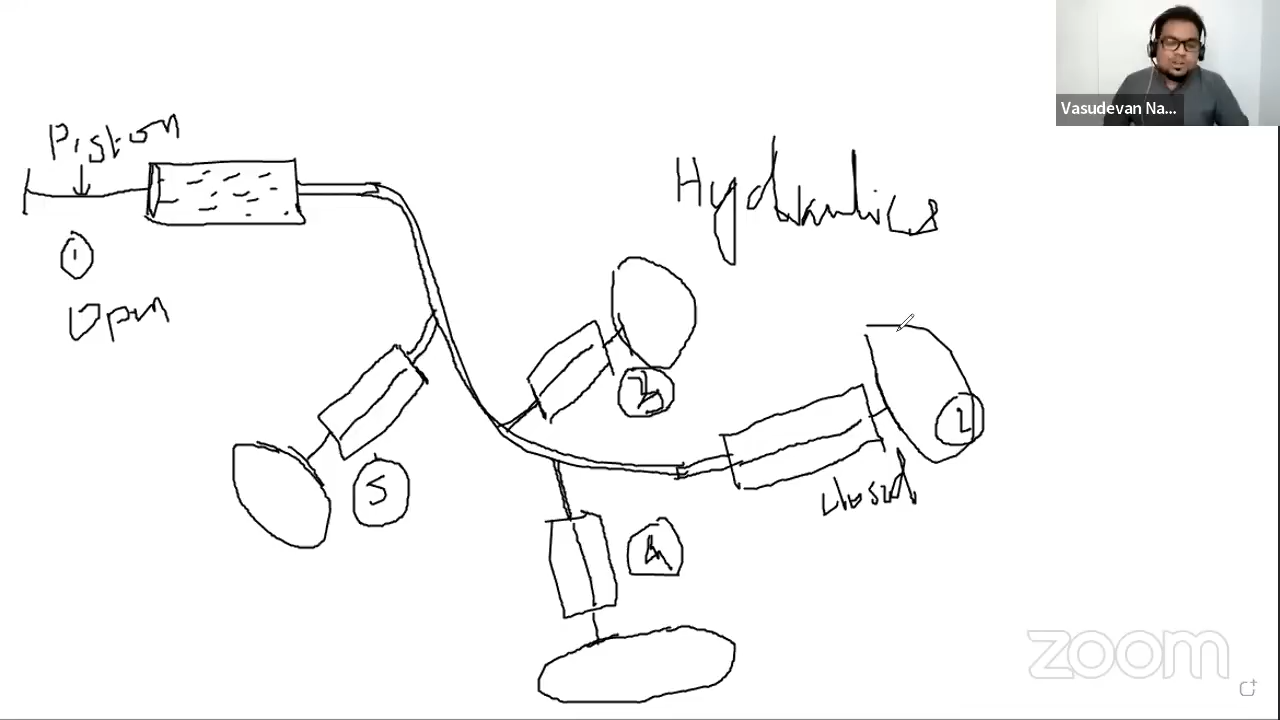 Vasudevan Na...
Piston
Hydraulics
1
Open
3
2
closed
5
4
zoom